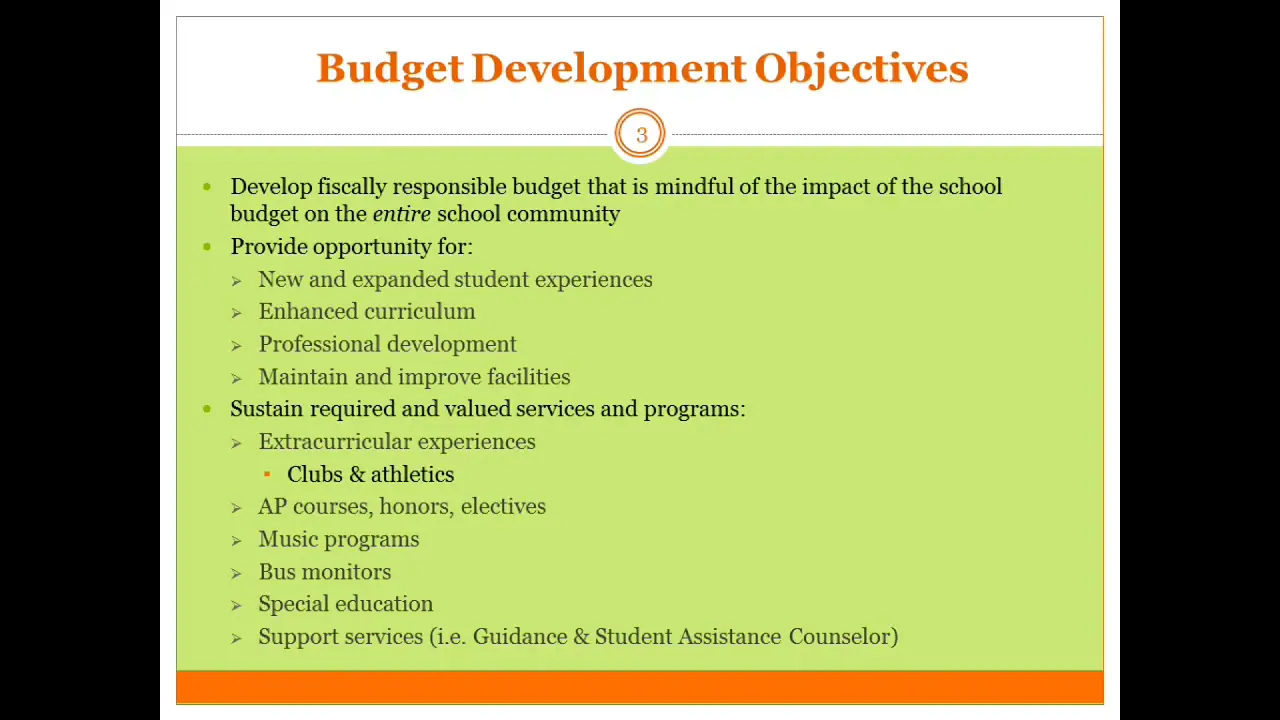 Budget Development Objectives
3
Develop fiscally responsible budget that is mindful of the impact of the school
budget on the entire school community
Provide opportunity for:
New and expanded student experiences
Enhanced curriculum
Professional development
Maintain and improve facilities
Sustain required and valued services and programs:
Extracurricular experiences
Clubs & athletics
AP courses, honors, electives
Music programs
Bus monitors
Special education
Support services (i.e. Guidance & Student Assistance Counselor)